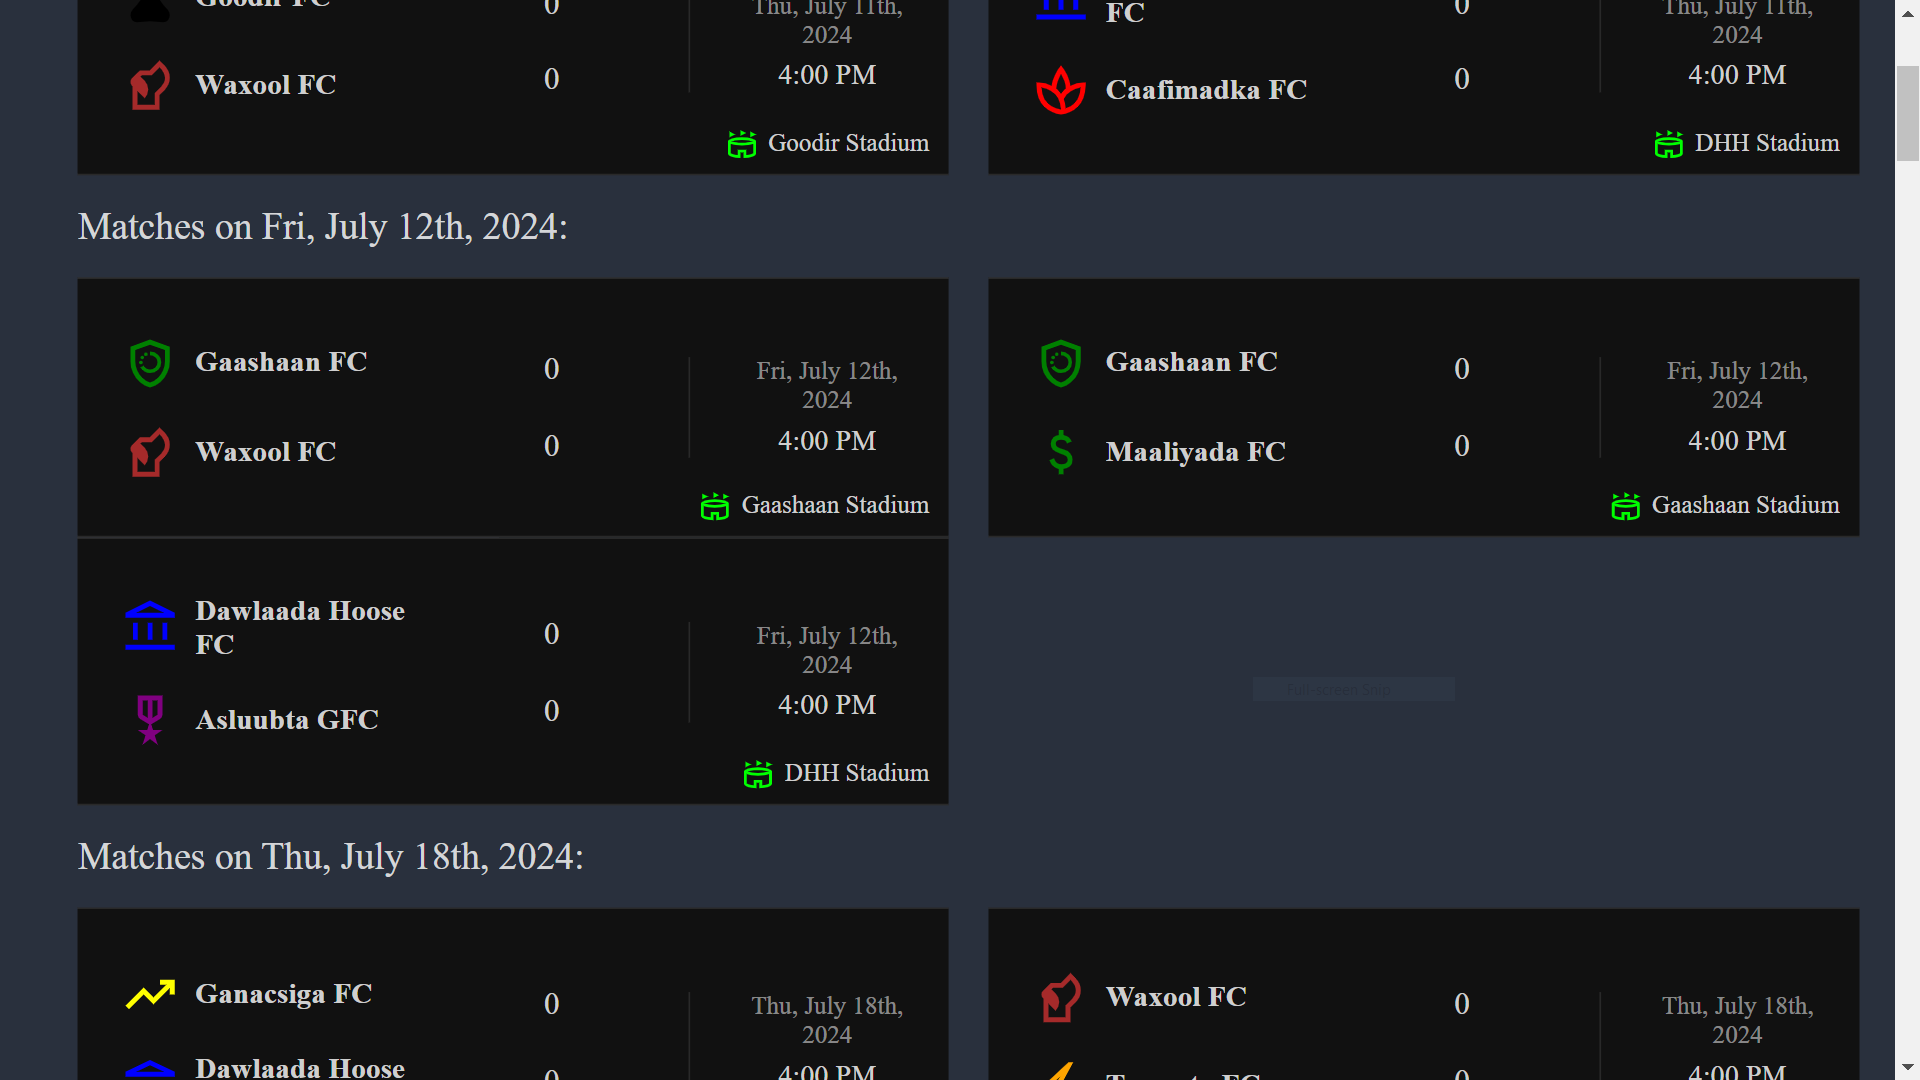 Goodir FC
0
Thu, July 11th,
2024
4:00 PM
Waxool FC
0
Goodir Stadium
FC
0
Thu, July 11th,
2024
4:00 PM
Caafimadka FC
0
DHH Stadium
Matches on Fri, July 12th, 2024:
Gaashaan FC
0
Fri, July 12th,
2024
4:00 PM
Waxool FC
0
Gaashaan Stadium
Gaashaan FC
0
Fri, July 12th,
2024
4:00 PM
Maaliyada FC
0
Gaashaan Stadium
Dawlaada Hoose
FC
0
Fri, July 12th,
2024
4:00 PM
Asluubta GFC
0
DHH Stadium
Full-screen Snip
Matches on Thu, July 18th, 2024:
Ganacsiga FC
0
Thu, July 18th,
2024
4:00 PM
Dawlaada Hoose
0
Waxool FC
0
Thu, July 18th,
2024
4:00 PM
FC
0